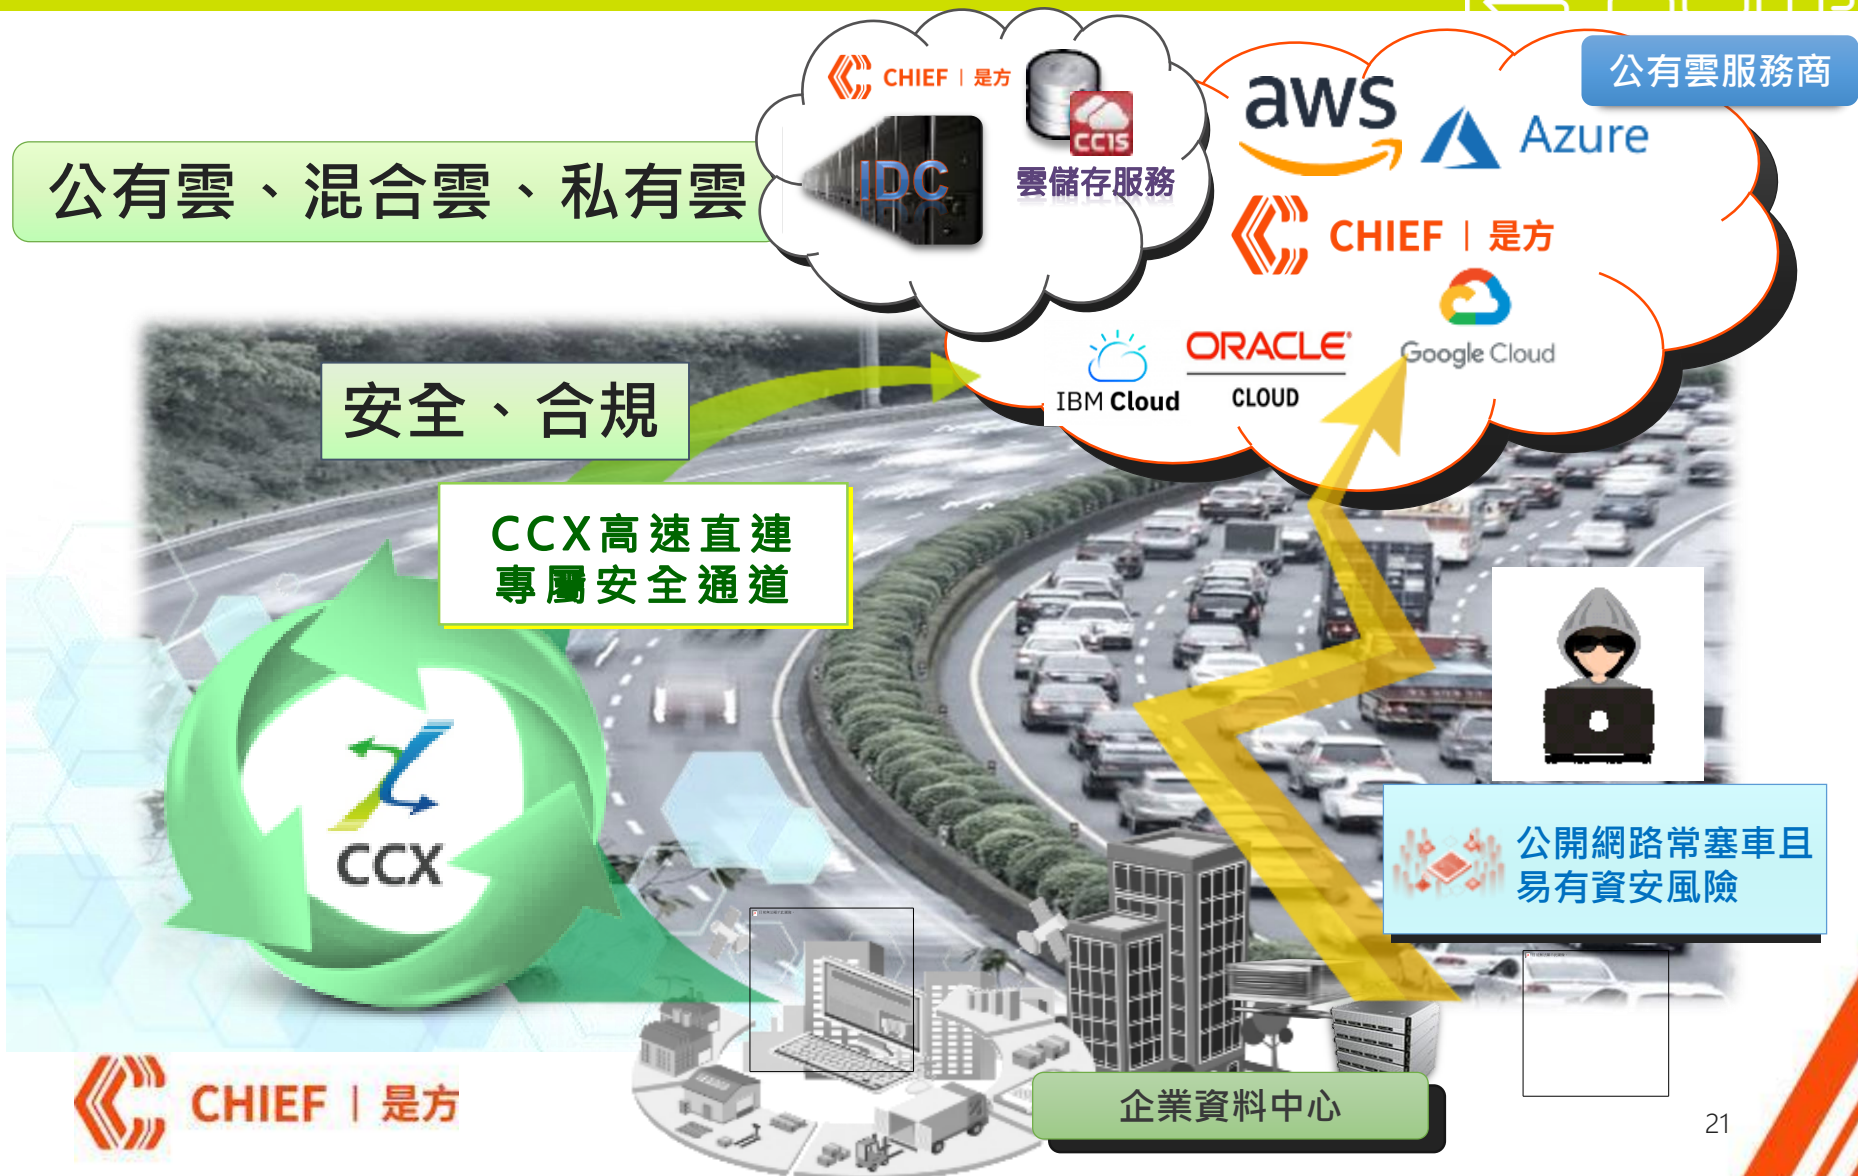 公有雲服務商
CHIEF | 是方
CC1S
IDC
雲儲存服務
aws
Azure
CHIEF | 是方
Google Cloud
IBM Cloud
ORACLE
CLOUD
公有雲、混合雲、私有雲
安全、合規
CCX高速直連
專屬安全通道
CCX
公開網路常塞車且
易有資安風險
企業資料中心
CHIEF | 是方
21